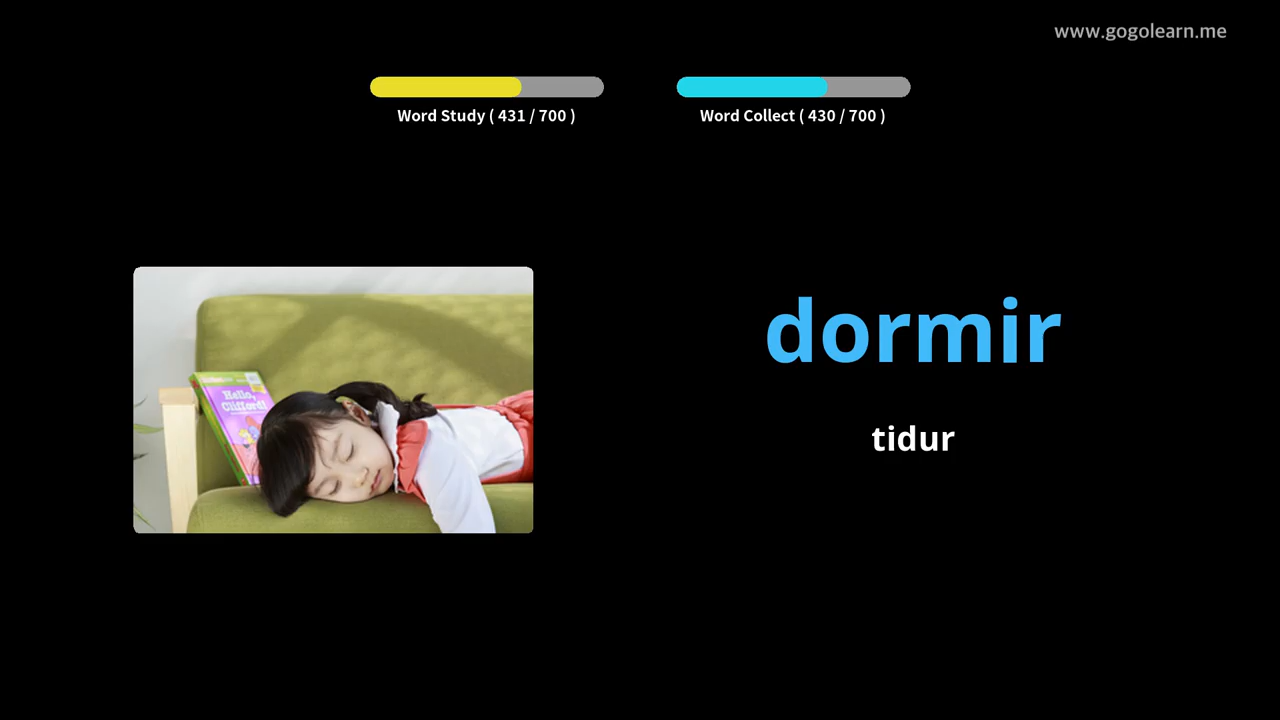 www.gogolearn.me
Word Study ( 431 / 700 )
Word Collect ( 430 / 700 )
dormir
tidur
Hello,
Clifford!